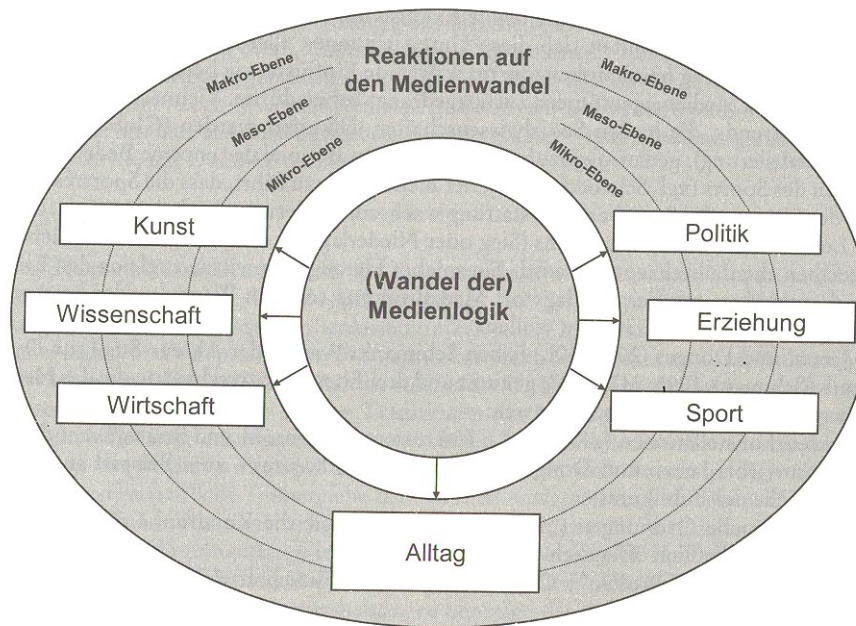 Reaktionen auf
den Medienwandel
Makro-Ebene
Makro-Ebene
Meso-Ebene
Meso-Ebene
Mikro-Ebene
Mikro-Ebene
Kunst
Politik
(Wandel der)
Medienlogik
Wissenschaft
Erziehung
Wirtschaft
Sport
Alltag